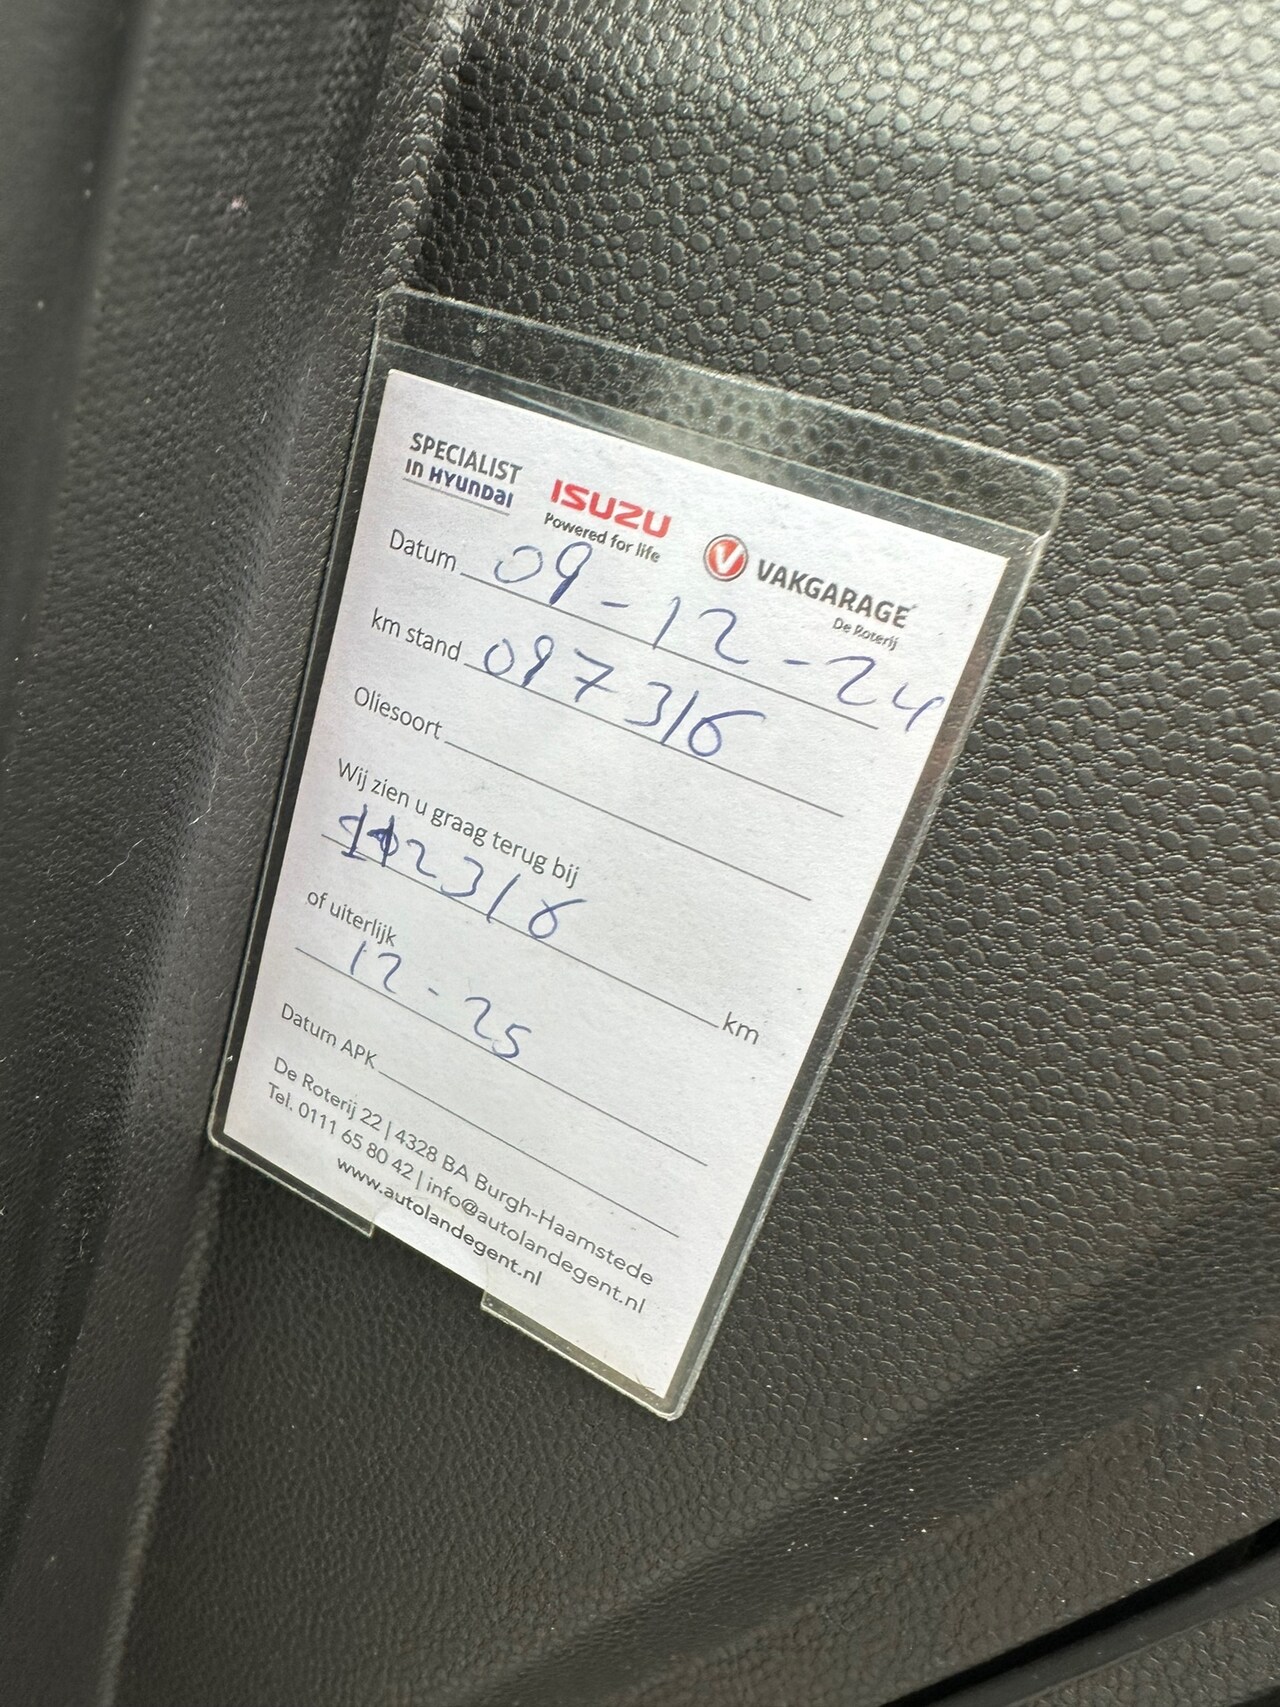 SPECIALIST
in HYUNDAI
ISUZU
Powered for life
VAKGARAGE
De Roterij
Datum 09-12-24
km stand 097316
Oliesoort
Wij zien u graag terug bij
112316 km
of uiterlijk
12-25
Datum APK
De Roterij 22 | 4328 BA Burgh-Haamstede
Tel. 0111 65 80 42 | info@autolandegent.nl
www.autolandegent.nl